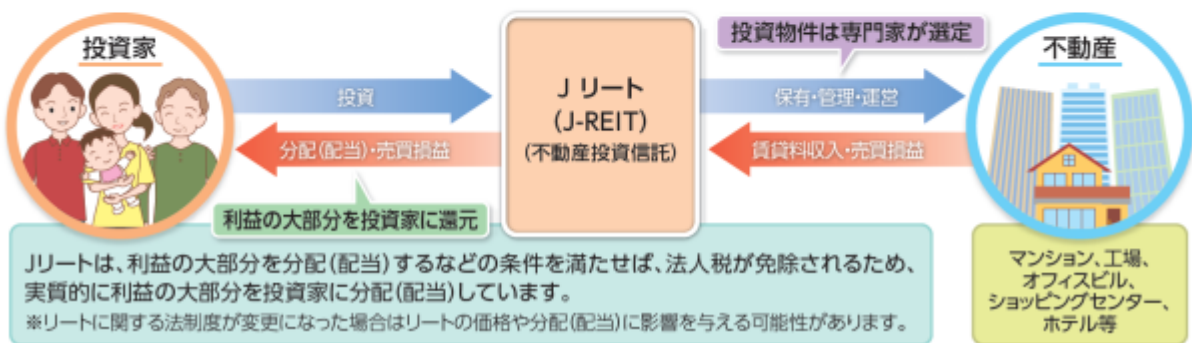 投資家
投資
分配(配当)・売買損益
利益の大部分を投資家に還元
Jリート
(J-REIT)
(不動産投資信託)
投資物件は専門家が選定
保有・管理・運営
賃貸料収入・売買損益
不動産
Jリートは、利益の大部分を分配(配当)するなどの条件を満たせば、法人税が免除されるため、
実質的に利益の大部分を投資家に分配(配当)しています。
※リートに関する法制度が変更になった場合はリートの価格や分配(配当)に影響を与える可能性があります。
マンション、工場、
オフィスビル、
ショッピングセンター、
ホテル等